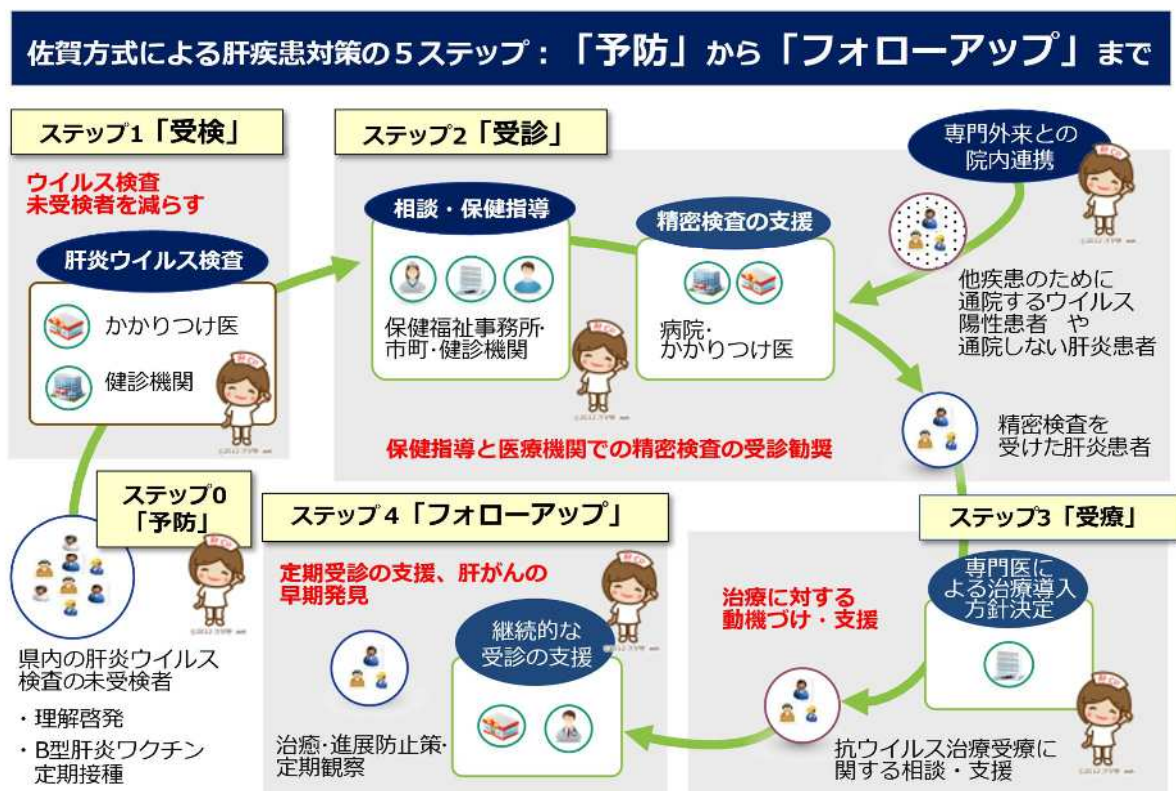 佐賀方式による肝疾患対策の5ステップ:「予防」から「フォローアップ」まで
ステップ1「受検」
ウイルス検査
未受検者を減らす
肝炎ウイルス検査
かかりつけ医
健診機関
ステップ0
「予防」
県内の肝炎ウイルス
検査の未受検者
・理解啓発
・B型肝炎ワクチン
定期接種
ステップ2「受診」
相談・保健指導
保健福祉事務所・
市町・健診機関
精密検査の支援
病院・
かかりつけ医
専門外来との
院内連携
他疾患のために
通院するウイルス
陽性患者 や
通院しない肝炎患者
保健指導と医療機関での精密検査の受診勧奨
精密検査を
受けた肝炎患者
ステップ3「受療」
専門医に
よる治療導入
方針決定
治療に対する
動機づけ・支援
抗ウイルス治療受療に
関する相談・支援
ステップ4「フォローアップ」
定期受診の支援、肝がんの
早期発見
継続的な
受診の支援
治癒・進展防止策・
定期観察